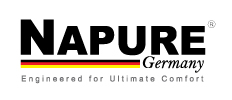 NAPURE®
Germany
Engineered for Ultimate Comfort